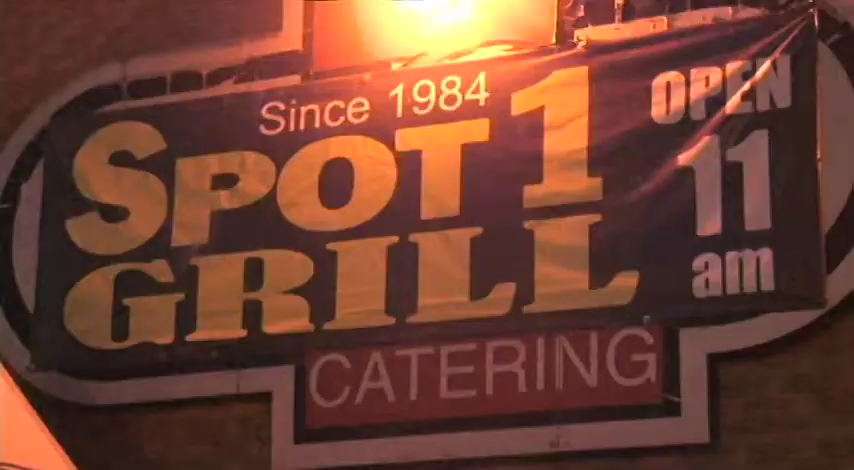 Since 1984
SPOT 1
GRILL
OPEN
11
am
CATERING